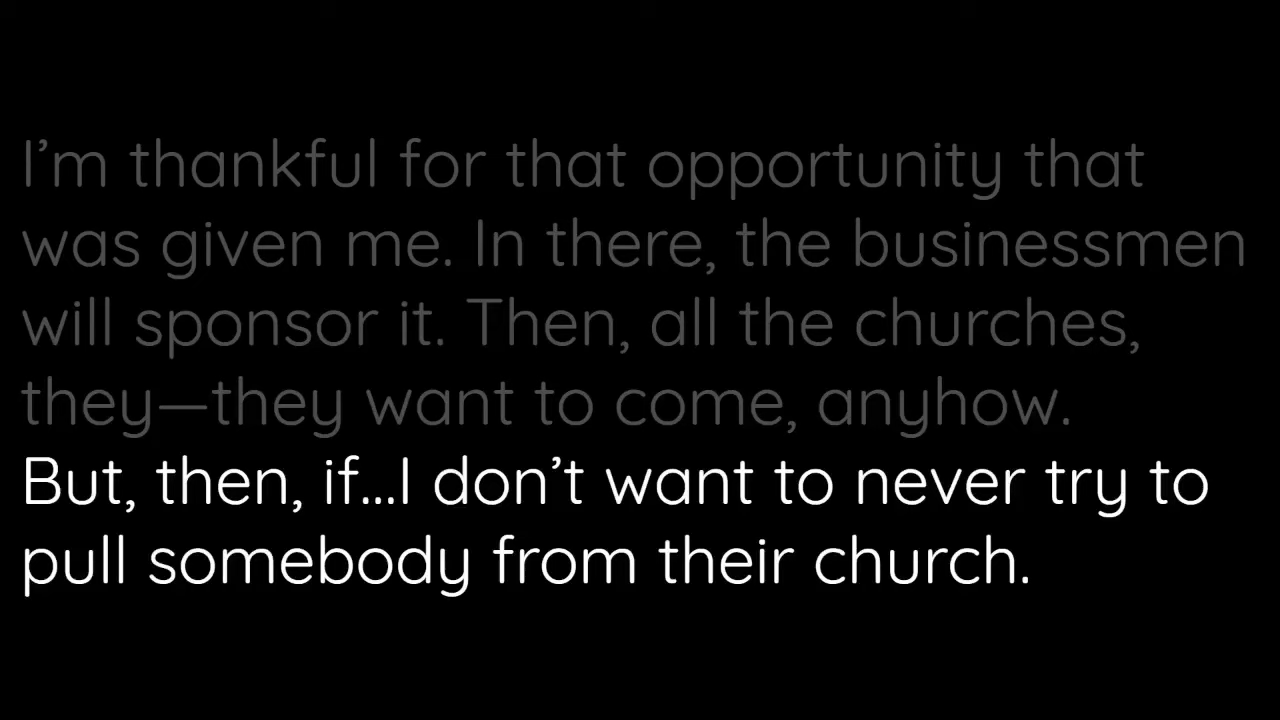 I’m thankful for that opportunity that
was given me. In there, the businessmen
will sponsor it. Then, all the churches,
they—they want to come, anyhow.
But, then, if...I don’t want to never try to
pull somebody from their church.